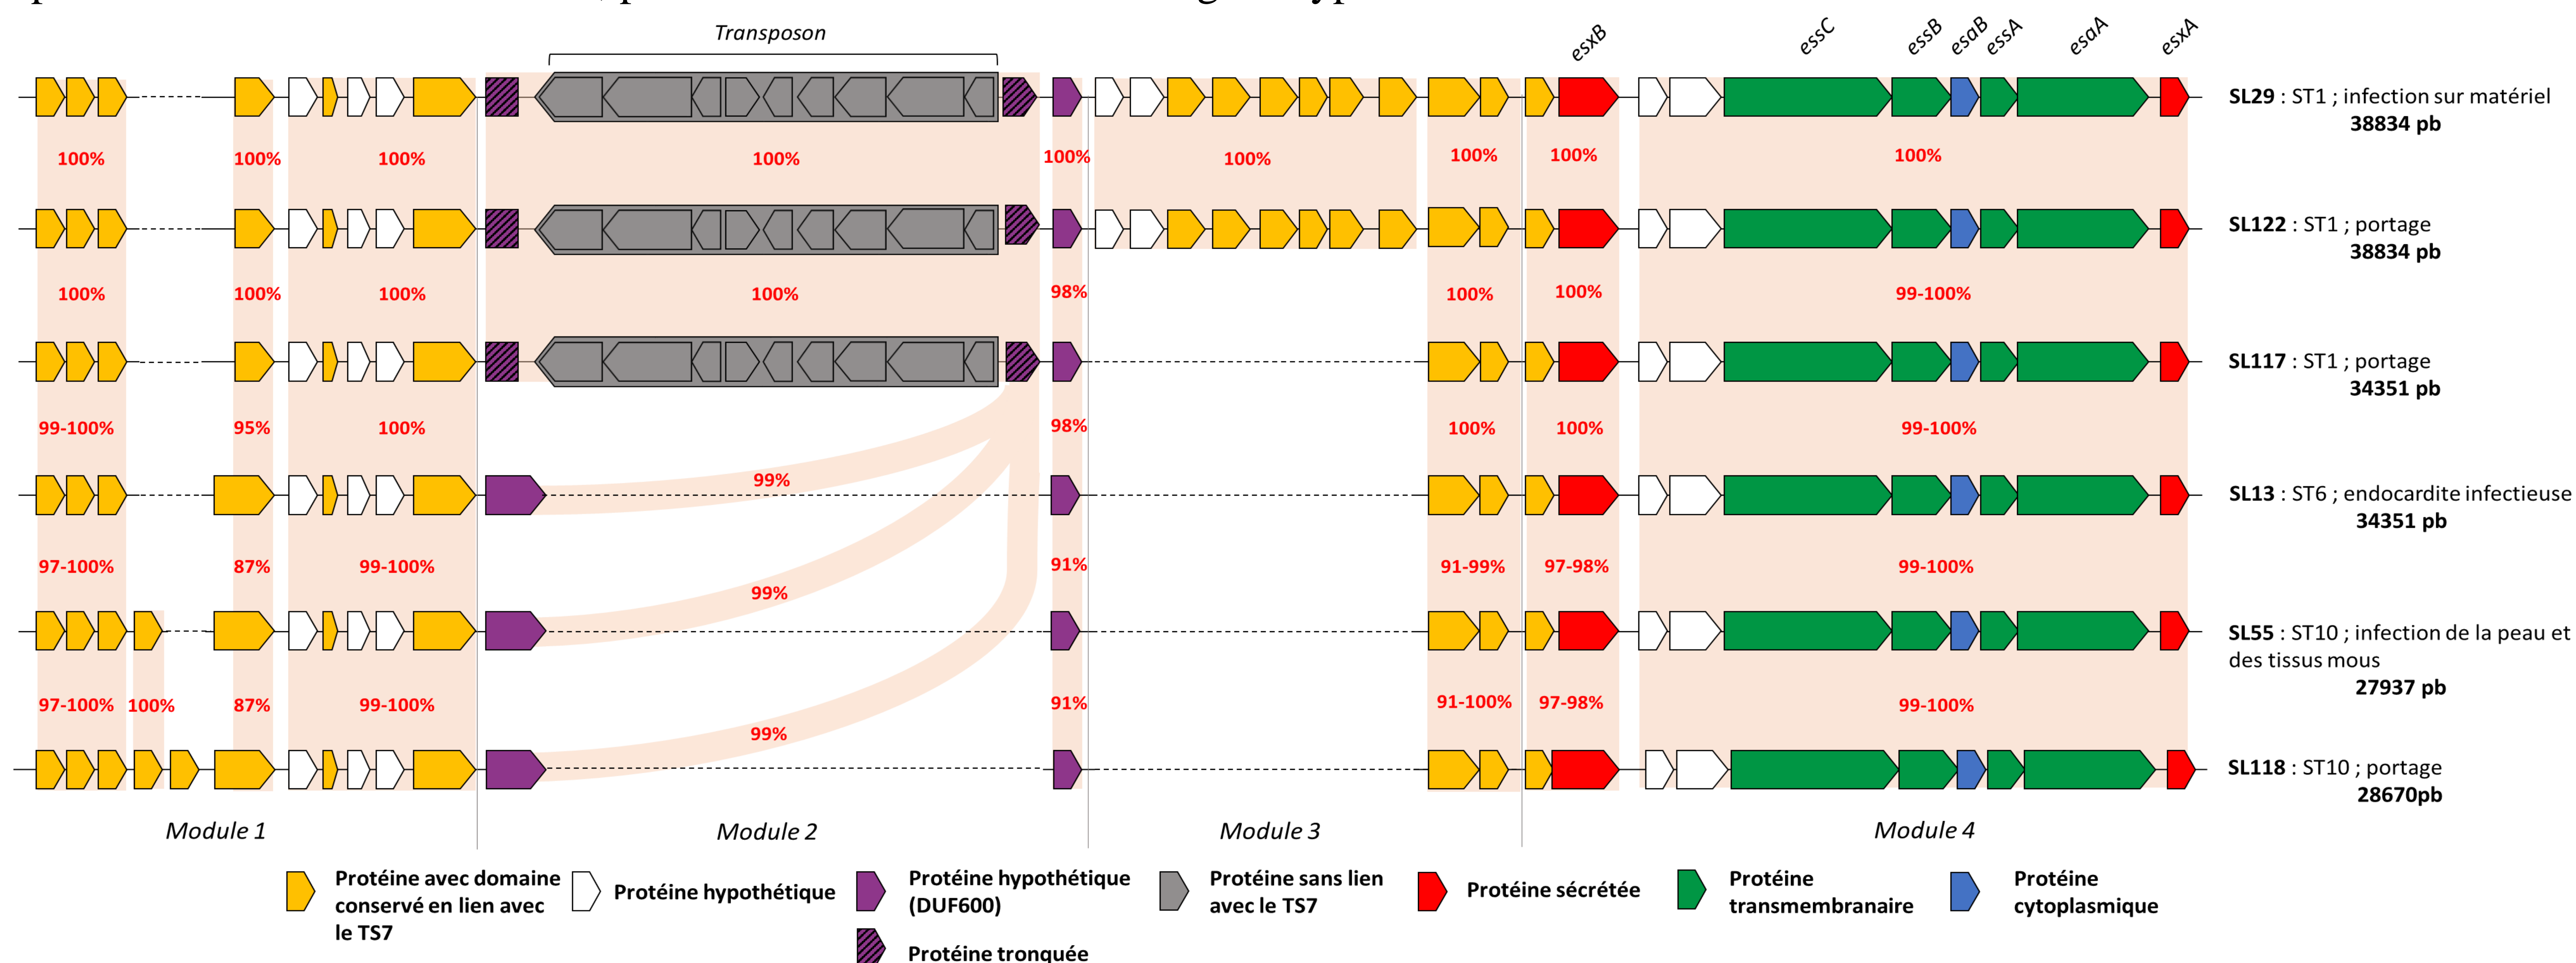 Transposon
esxB
essC
essB
esaB
essA
esaA
esxA
SL29 : ST1 ; infection sur matériel
38834 pb
100%
100%
100%
100%
100%
100%
100%
100%
100%
SL122 : ST1 ; portage
38834 pb
100%
100%
100%
100%
98%
100%
100%
99-100%
SL117 : ST1 ; portage
34351 pb
99-100%
95%
100%
98%
100%
100%
99-100%
99%
SL13 : ST6 ; endocardite infectieuse
34351 pb
97-100%
87%
99-100%
99%
91%
91-99%
97-98%
99-100%
SL55 : ST10 ; infection de la peau et
des tissus mous
27937 pb
97-100%
100%
87%
99-100%
99%
91%
91-100%
97-98%
99-100%
SL118 : ST10 ; portage
28670pb
Module 1
Module 2
Module 3
Module 4
Protéine avec domaine
conservé en lien avec
le TS7
Protéine hypothétique
Protéine hypothétique
(DUF600)
Protéine tronquée
Protéine sans lien
avec le TS7
Protéine sécrétée
Protéine
transmembranaire
Protéine
cytoplasmique